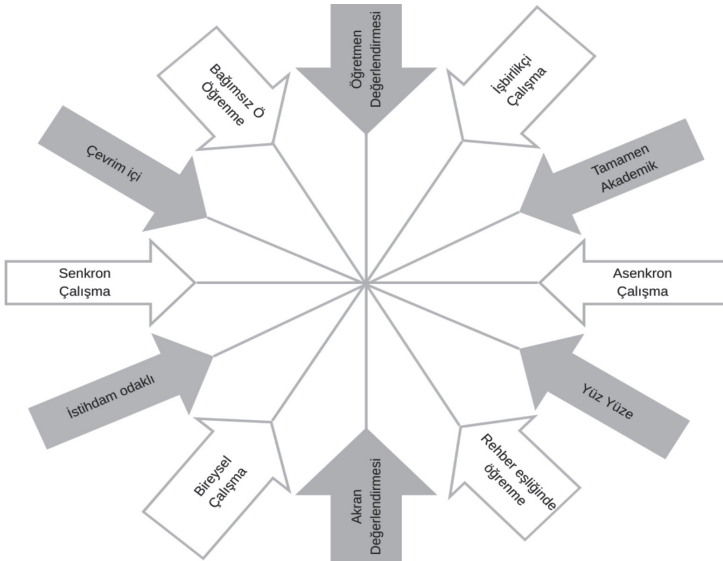 Öğretmen
Değerlendirmesi
İşbirlikçi
Çalışma
Tamamen
Akademik
Asenkron
Çalışma
Yüz Yüze
Rehber eşliğinde
öğrenme
Akran
Değerlendirmesi
Bireysel
Çalışma
İstihdam odaklı
Senkron
Çalışma
Çevrim içi
Bağımsız Ö
Öğrenme